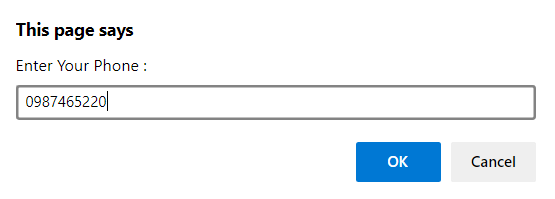 This page says
Enter Your Phone :
0987465220
OK Cancel